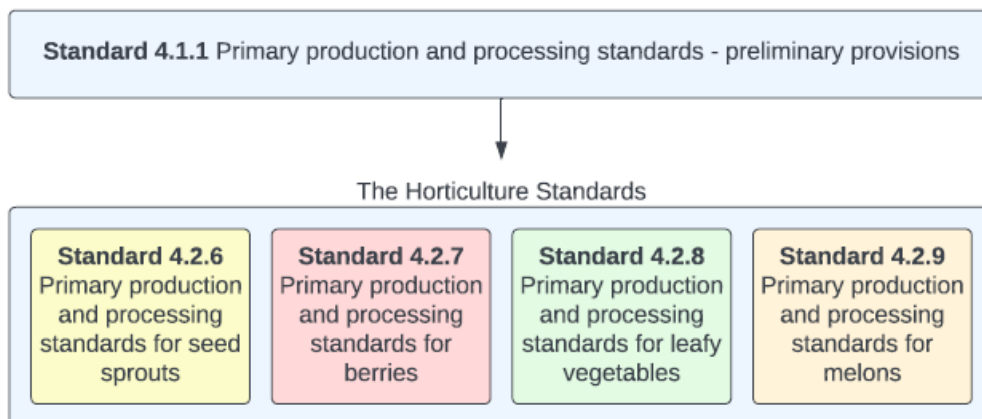 Standard 4.1.1 Primary production and processing standards - preliminary provisions
The Horticulture Standards
Standard 4.2.6
Primary production
and processing
standards for seed
sprouts
Standard 4.2.7
Primary production
and processing
standards for
berries
Standard 4.2.8
Primary production
and processing
standards for leafy
vegetables
Standard 4.2.9
Primary production
and processing
standards for
melons